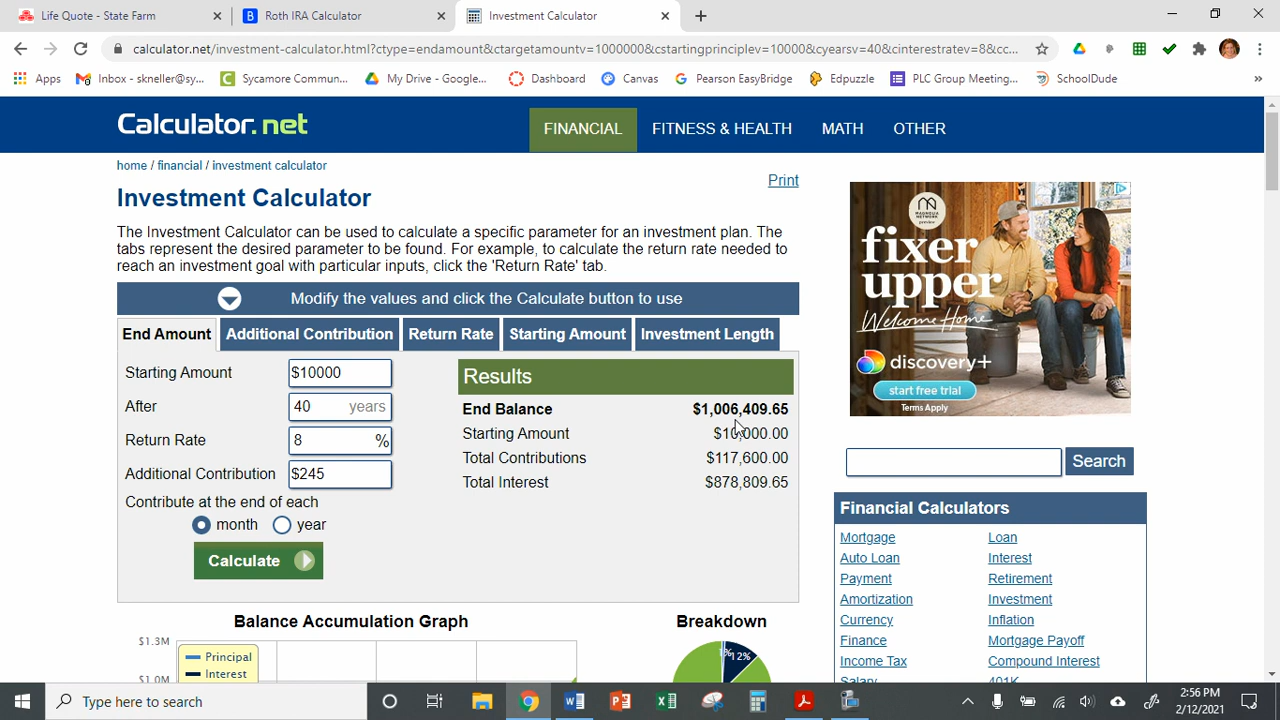 Life Quote - State Farm
Roth IRA Calculator
Investment Calculator
calculator.net/investment-calculator.html?ctype=endamount&ctargetamountv=1000000&cstartingprinciplev=10000&cyearsv=40&cinterestratev=8&cc...
Apps
Inbox - skneller@sy...
Sycamore Commun...
My Drive - Google...
Dashboard
Canvas
Pearson EasyBridge
Edpuzzle
PLC Group Meeting...
SchoolDude
»
Calculator.net
FINANCIAL
FITNESS & HEALTH
MATH
OTHER
home / financial / investment calculator
Print
Investment Calculator
The Investment Calculator can be used to calculate a specific parameter for an investment plan. The
tabs represent the desired parameter to be found. For example, to calculate the return rate needed to
reach an investment goal with particular inputs, click the 'Return Rate' tab.
Modify the values and click the Calculate button to use
End Amount
Additional Contribution
Return Rate
Starting Amount
Investment Length
Starting Amount $10000
After 40 years
Return Rate 8 %
Additional Contribution $245
Contribute at the end of each
month year
Calculate
Results
End Balance $1,006,409.65
Starting Amount $10,000.00
Total Contributions $117,600.00
Total Interest $878,809.65
Balance Accumulation Graph
$1.3M
$1.0M
Principal
Interest
Breakdown
1%
12%
MAGNOLIA
NETWORK
preview
fixer
upper
Welcome Home
discovery+
start free trial
Terms Apply
Search
Financial Calculators
Mortgage Loan
Auto Loan Interest
Payment Retirement
Amortization Investment
Currency Inflation
Finance Mortgage Payoff
Income Tax Compound Interest
Salary 401K
Type here to search
2:56 PM
2/12/2021